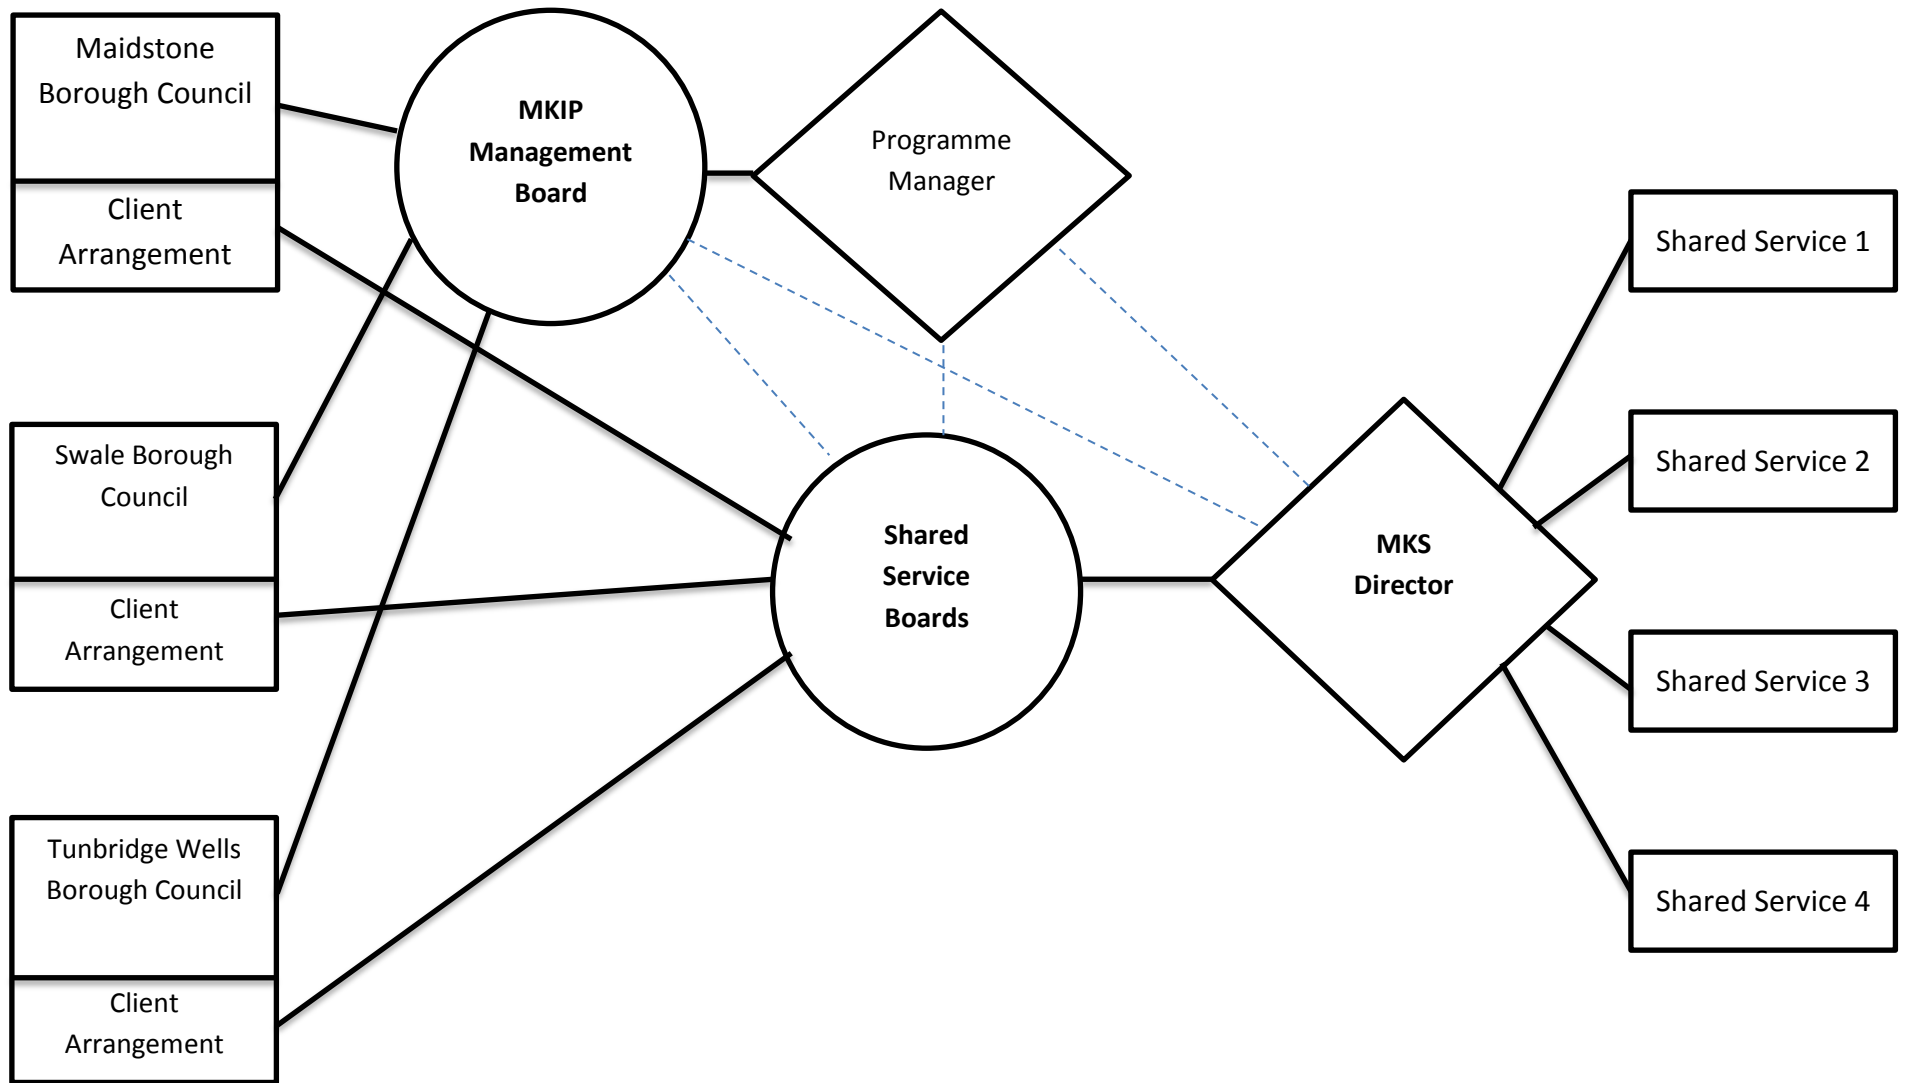 Maidstone
Borough Council
Client
Arrangement
MKIP
Management
Board
Programme
Manager
Swale Borough
Council
Client
Arrangement
Tunbridge Wells
Borough Council
Client
Arrangement
Shared
Service
Boards
MKS
Director
Shared Service 1
Shared Service 2
Shared Service 3
Shared Service 4